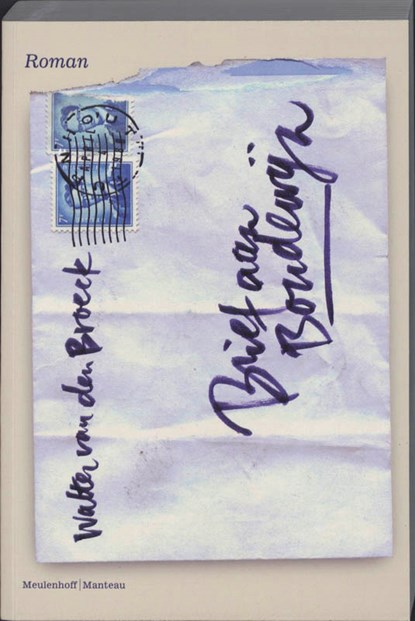 Roman
Walter van den Broeck
Brief aan
Boudewijn
Meulenhoff|Manteau